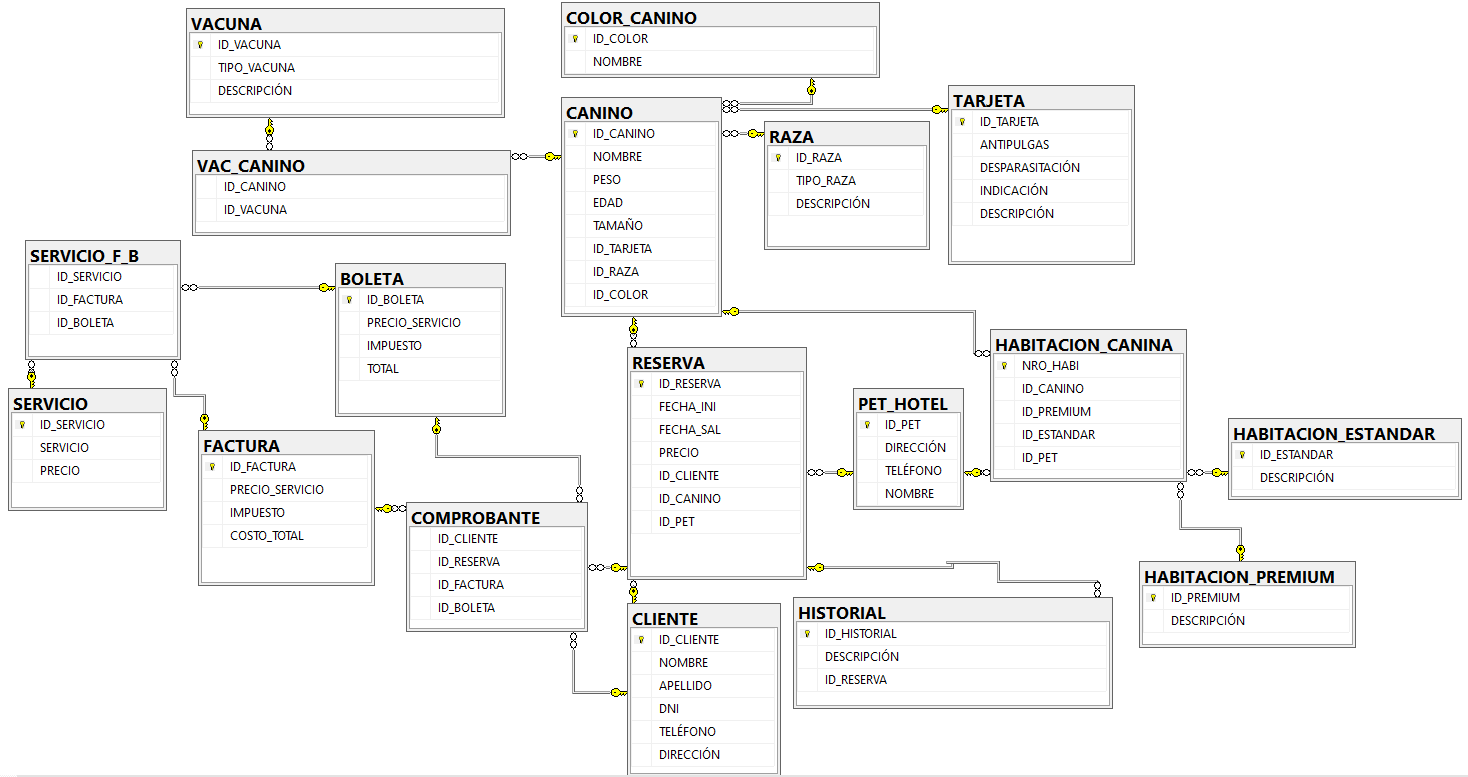 VACUNA
ID_VACUNA
TIPO_VACUNA
DESCRIPCIÓN
COLOR_CANINO
ID_COLOR
NOMBRE
VAC_CANINO
ID_CANINO
ID_VACUNA
CANINO
ID_CANINO
NOMBRE
PESO
EDAD
TAMAÑO
ID_TARJETA
ID_RAZA
ID_COLOR
RAZA
ID_RAZA
TIPO_RAZA
DESCRIPCIÓN
TARJETA
ID_TARJETA
ANTIPULGAS
DESPARASITACIÓN
INDICACIÓN
DESCRIPCIÓN
SERVICIO_F_B
ID_SERVICIO
ID_FACTURA
ID_BOLETA
BOLETA
ID_BOLETA
PRECIO_SERVICIO
IMPUESTO
TOTAL
SERVICIO
ID_SERVICIO
SERVICIO
PRECIO
FACTURA
ID_FACTURA
PRECIO_SERVICIO
IMPUESTO
COSTO_TOTAL
COMPROBANTE
ID_CLIENTE
ID_RESERVA
ID_FACTURA
ID_BOLETA
RESERVA
ID_RESERVA
FECHA_INI
FECHA_SAL
PRECIO
ID_CLIENTE
ID_CANINO
ID_PET
PET_HOTEL
ID_PET
DIRECCIÓN
TELÉFONO
NOMBRE
HABITACION_CANINA
NRO_HABI
ID_CANINO
ID_PREMIUM
ID_ESTANDAR
ID_PET
HABITACION_ESTANDAR
ID_ESTANDAR
DESCRIPCIÓN
HABITACION_PREMIUM
ID_PREMIUM
DESCRIPCIÓN
CLIENTE
ID_CLIENTE
NOMBRE
APELLIDO
DNI
TELÉFONO
DIRECCIÓN
HISTORIAL
ID_HISTORIAL
DESCRIPCIÓN
ID_RESERVA